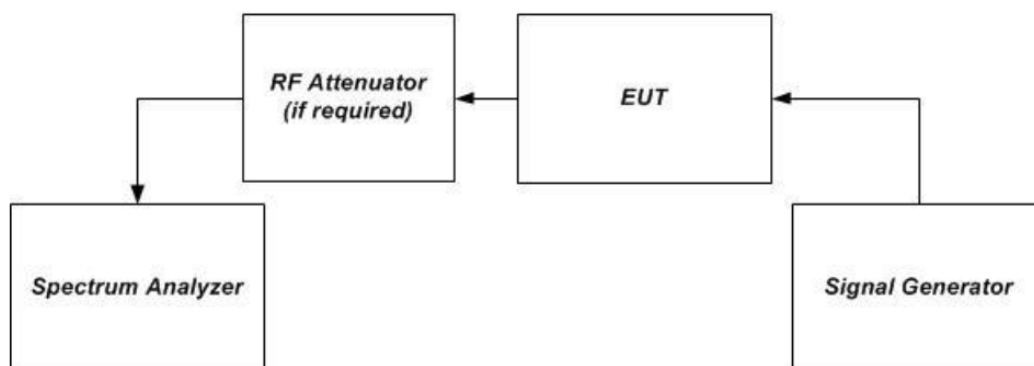 RF Attenuator
(if required)
EUT
Spectrum Analyzer
Signal Generator